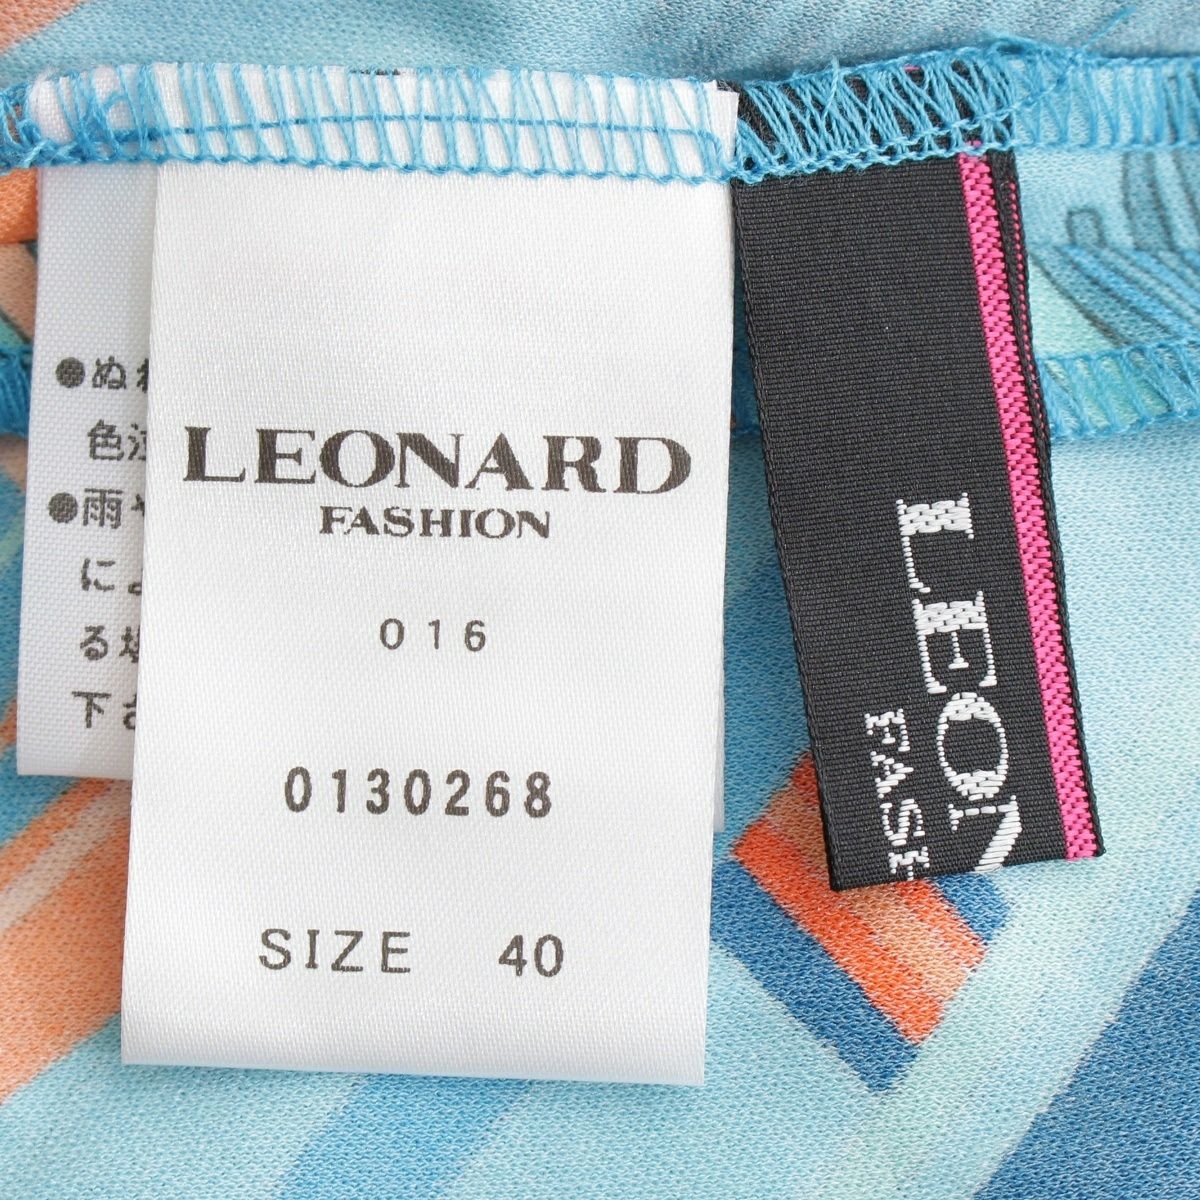 LEONARD
FASHION
016
0130268
SIZE 40
●ぬ
色
●雨
に
る
下
LEON
FASH